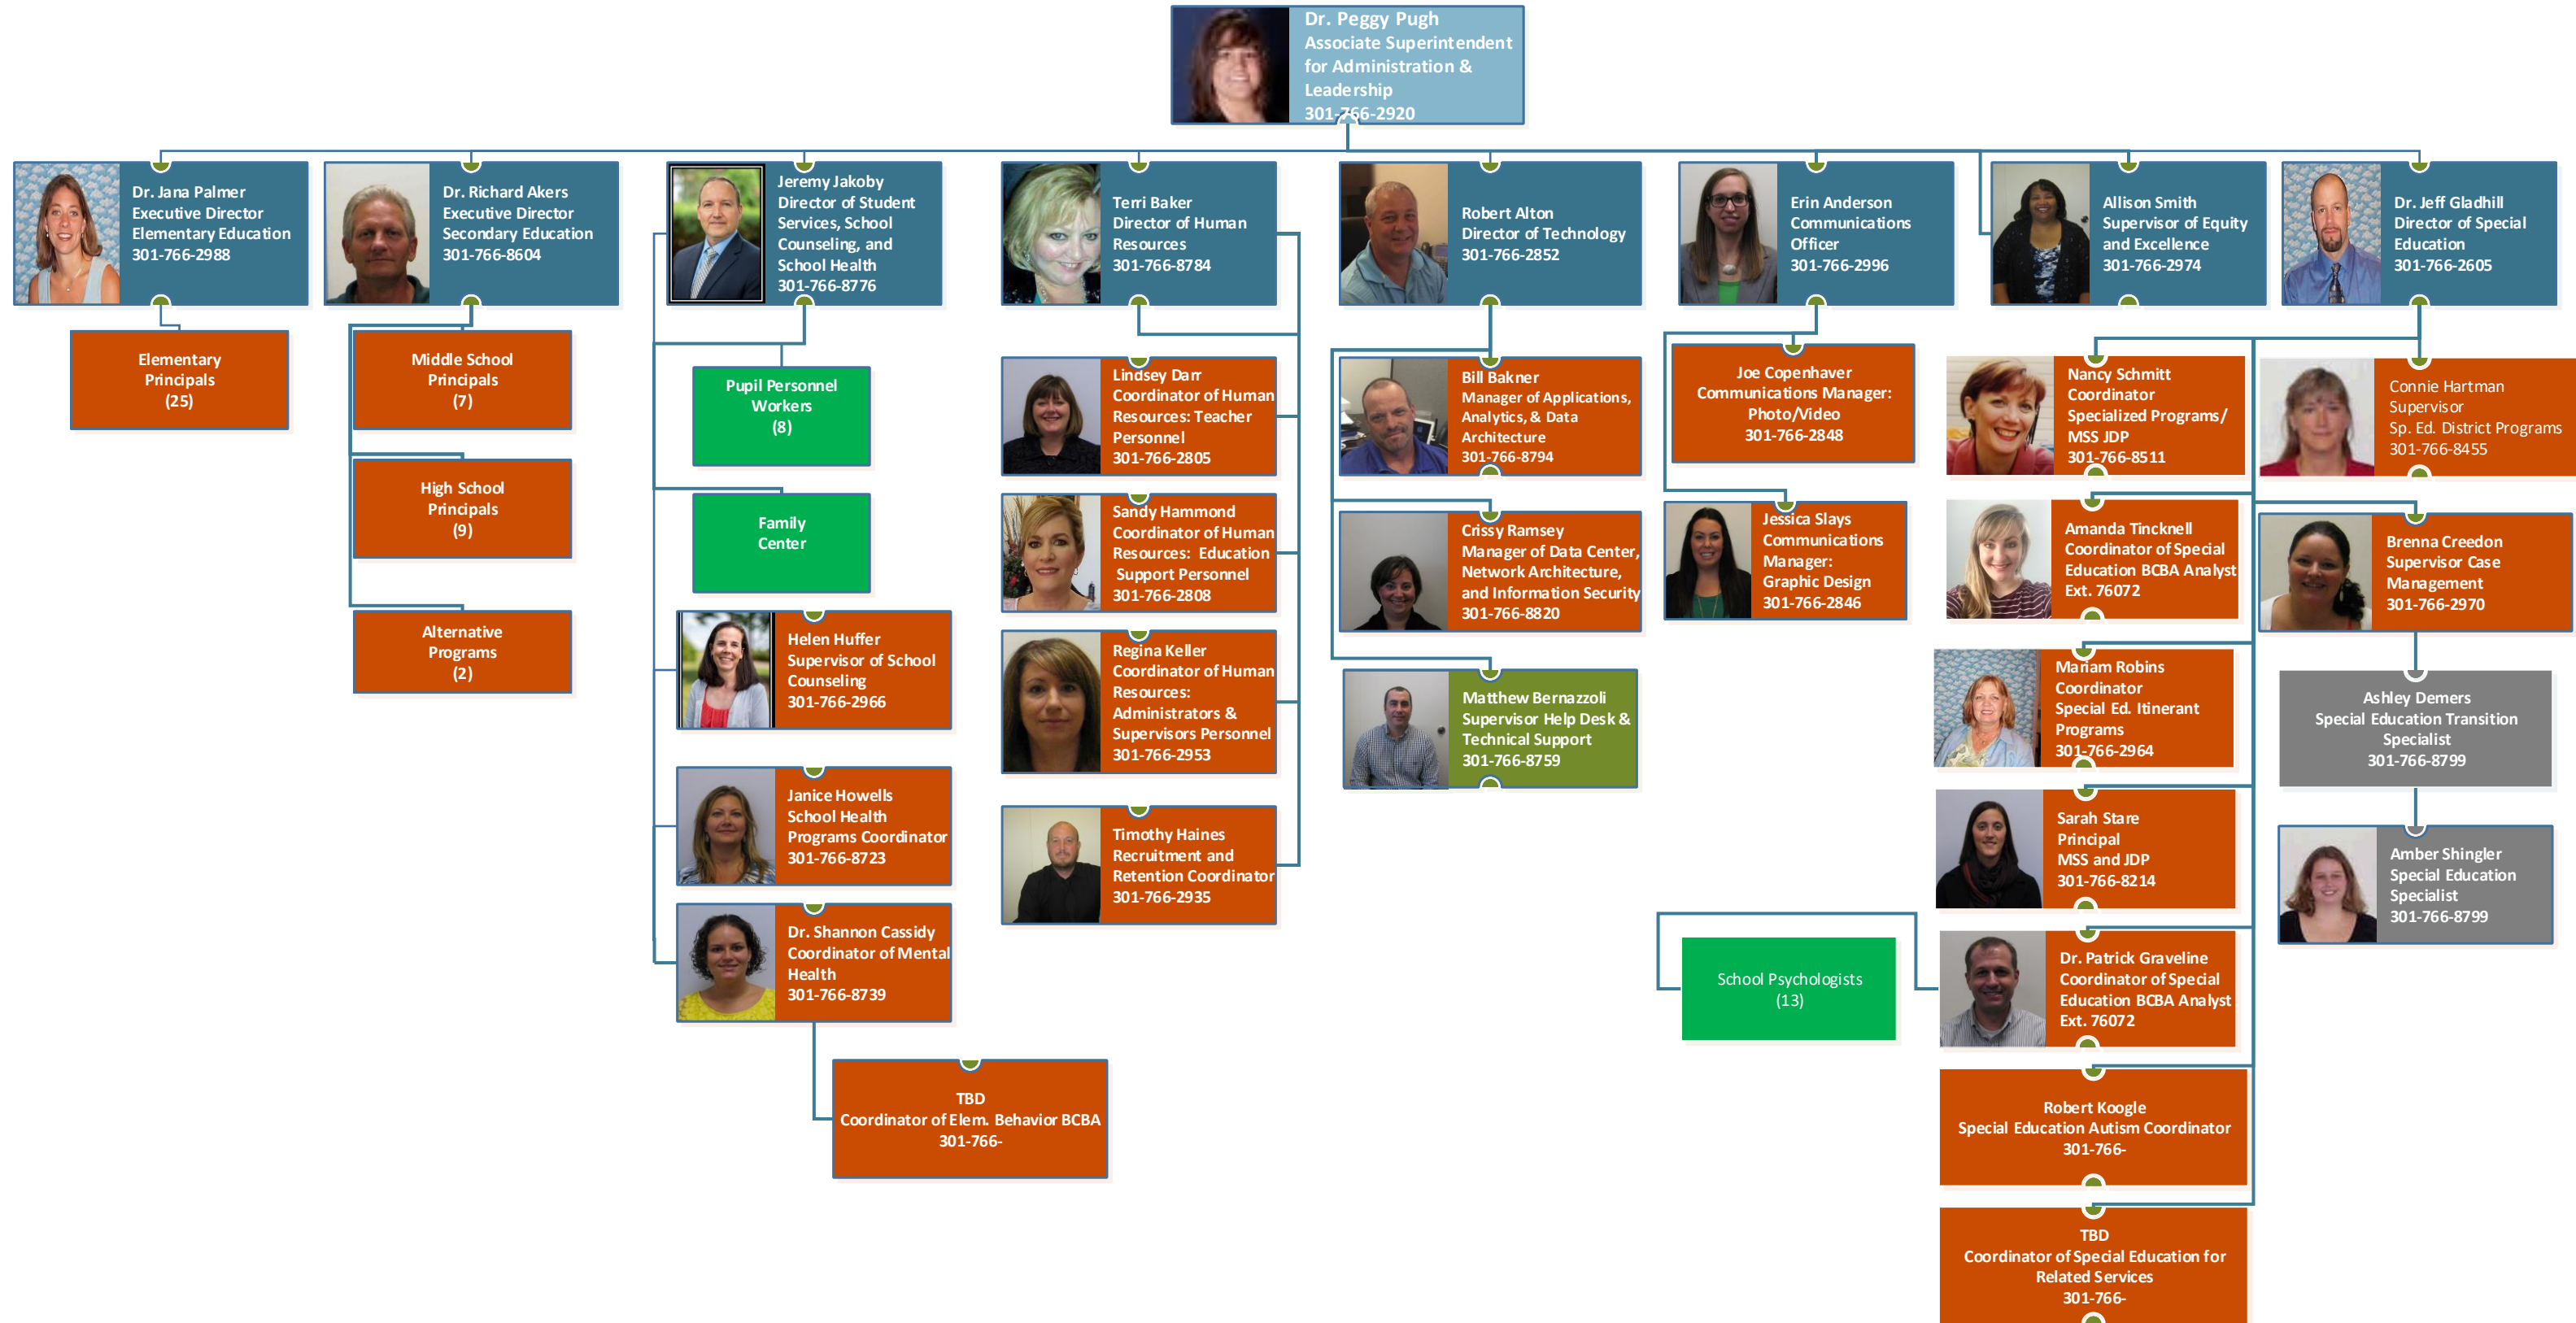 Dr. Peggy Pugh
Associate Superintendent
for Administration &
Leadership
301-766-2920
Dr. Jana Palmer
Executive Director
Elementary Education
301-766-2988
Dr. Richard Akers
Executive Director
Secondary Education
301-766-8604
Jeremy Jakoby
Director of Student
Services, School
Counseling, and
School Health
301-766-8776
Terri Baker
Director of Human
Resources
301-766-8784
Robert Alton
Director of Technology
301-766-2852
Erin Anderson
Communications
Officer
301-766-2996
Allison Smith
Supervisor of Equity
and Excellence
301-766-2974
Dr. Jeff Gladhill
Director of Special
Education
301-766-2605
Elementary
Principals
(25)
Middle School
Principals
(7)
High School
Principals
(9)
Alternative
Programs
(2)
Pupil Personnel
Workers
(8)
Family
Center
Helen Huffer
Supervisor of School
Counseling
301-766-2966
Janice Howells
School Health
Programs Coordinator
301-766-8723
Dr. Shannon Cassidy
Coordinator of Mental
Health
301-766-8739
TBD
Coordinator of Elem. Behavior BCBA
301-766-
Lindsey Darr
Coordinator of Human
Resources: Teacher
Personnel
301-766-2805
Sandy Hammond
Coordinator of Human
Resources: Education
Support Personnel
301-766-2808
Regina Keller
Coordinator of Human
Resources:
Administrators &
Supervisors Personnel
301-766-2953
Timothy Haines
Recruitment and
Retention Coordinator
301-766-2935
Bill Bakner
Manager of Applications,
Analytics, & Data
Architecture
301-766-8794
Crissy Ramsey
Manager of Data Center,
Network Architecture,
and Information Security
301-766-8820
Matthew Bernazzoli
Supervisor Help Desk &
Technical Support
301-766-8759
Joe Copenhaver
Communications Manager:
Photo/Video
301-766-2848
Jessica Slays
Communications
Manager:
Graphic Design
301-766-2846
Nancy Schmitt
Coordinator
Specialized Programs/
MSS JDP
301-766-8511
Amanda Tincknell
Coordinator of Special
Education BCBA Analyst
Ext. 76072
Mariam Robins
Coordinator
Special Ed. Itinerant
Programs
301-766-2964
Sarah Stare
Principal
MSS and JDP
301-766-8214
Dr. Patrick Graveline
Coordinator of Special
Education BCBA Analyst
Ext. 76072
School Psychologists
(13)
Robert Koogle
Special Education Autism Coordinator
301-766-
TBD
Coordinator of Special Education for
Related Services
301-766-
Connie Hartman
Supervisor
Sp. Ed. District Programs
301-766-8455
Brenna Creedon
Supervisor Case
Management
301-766-2970
Ashley Demers
Special Education Transition
Specialist
301-766-8799
Amber Shingler
Special Education
Specialist
301-766-8799